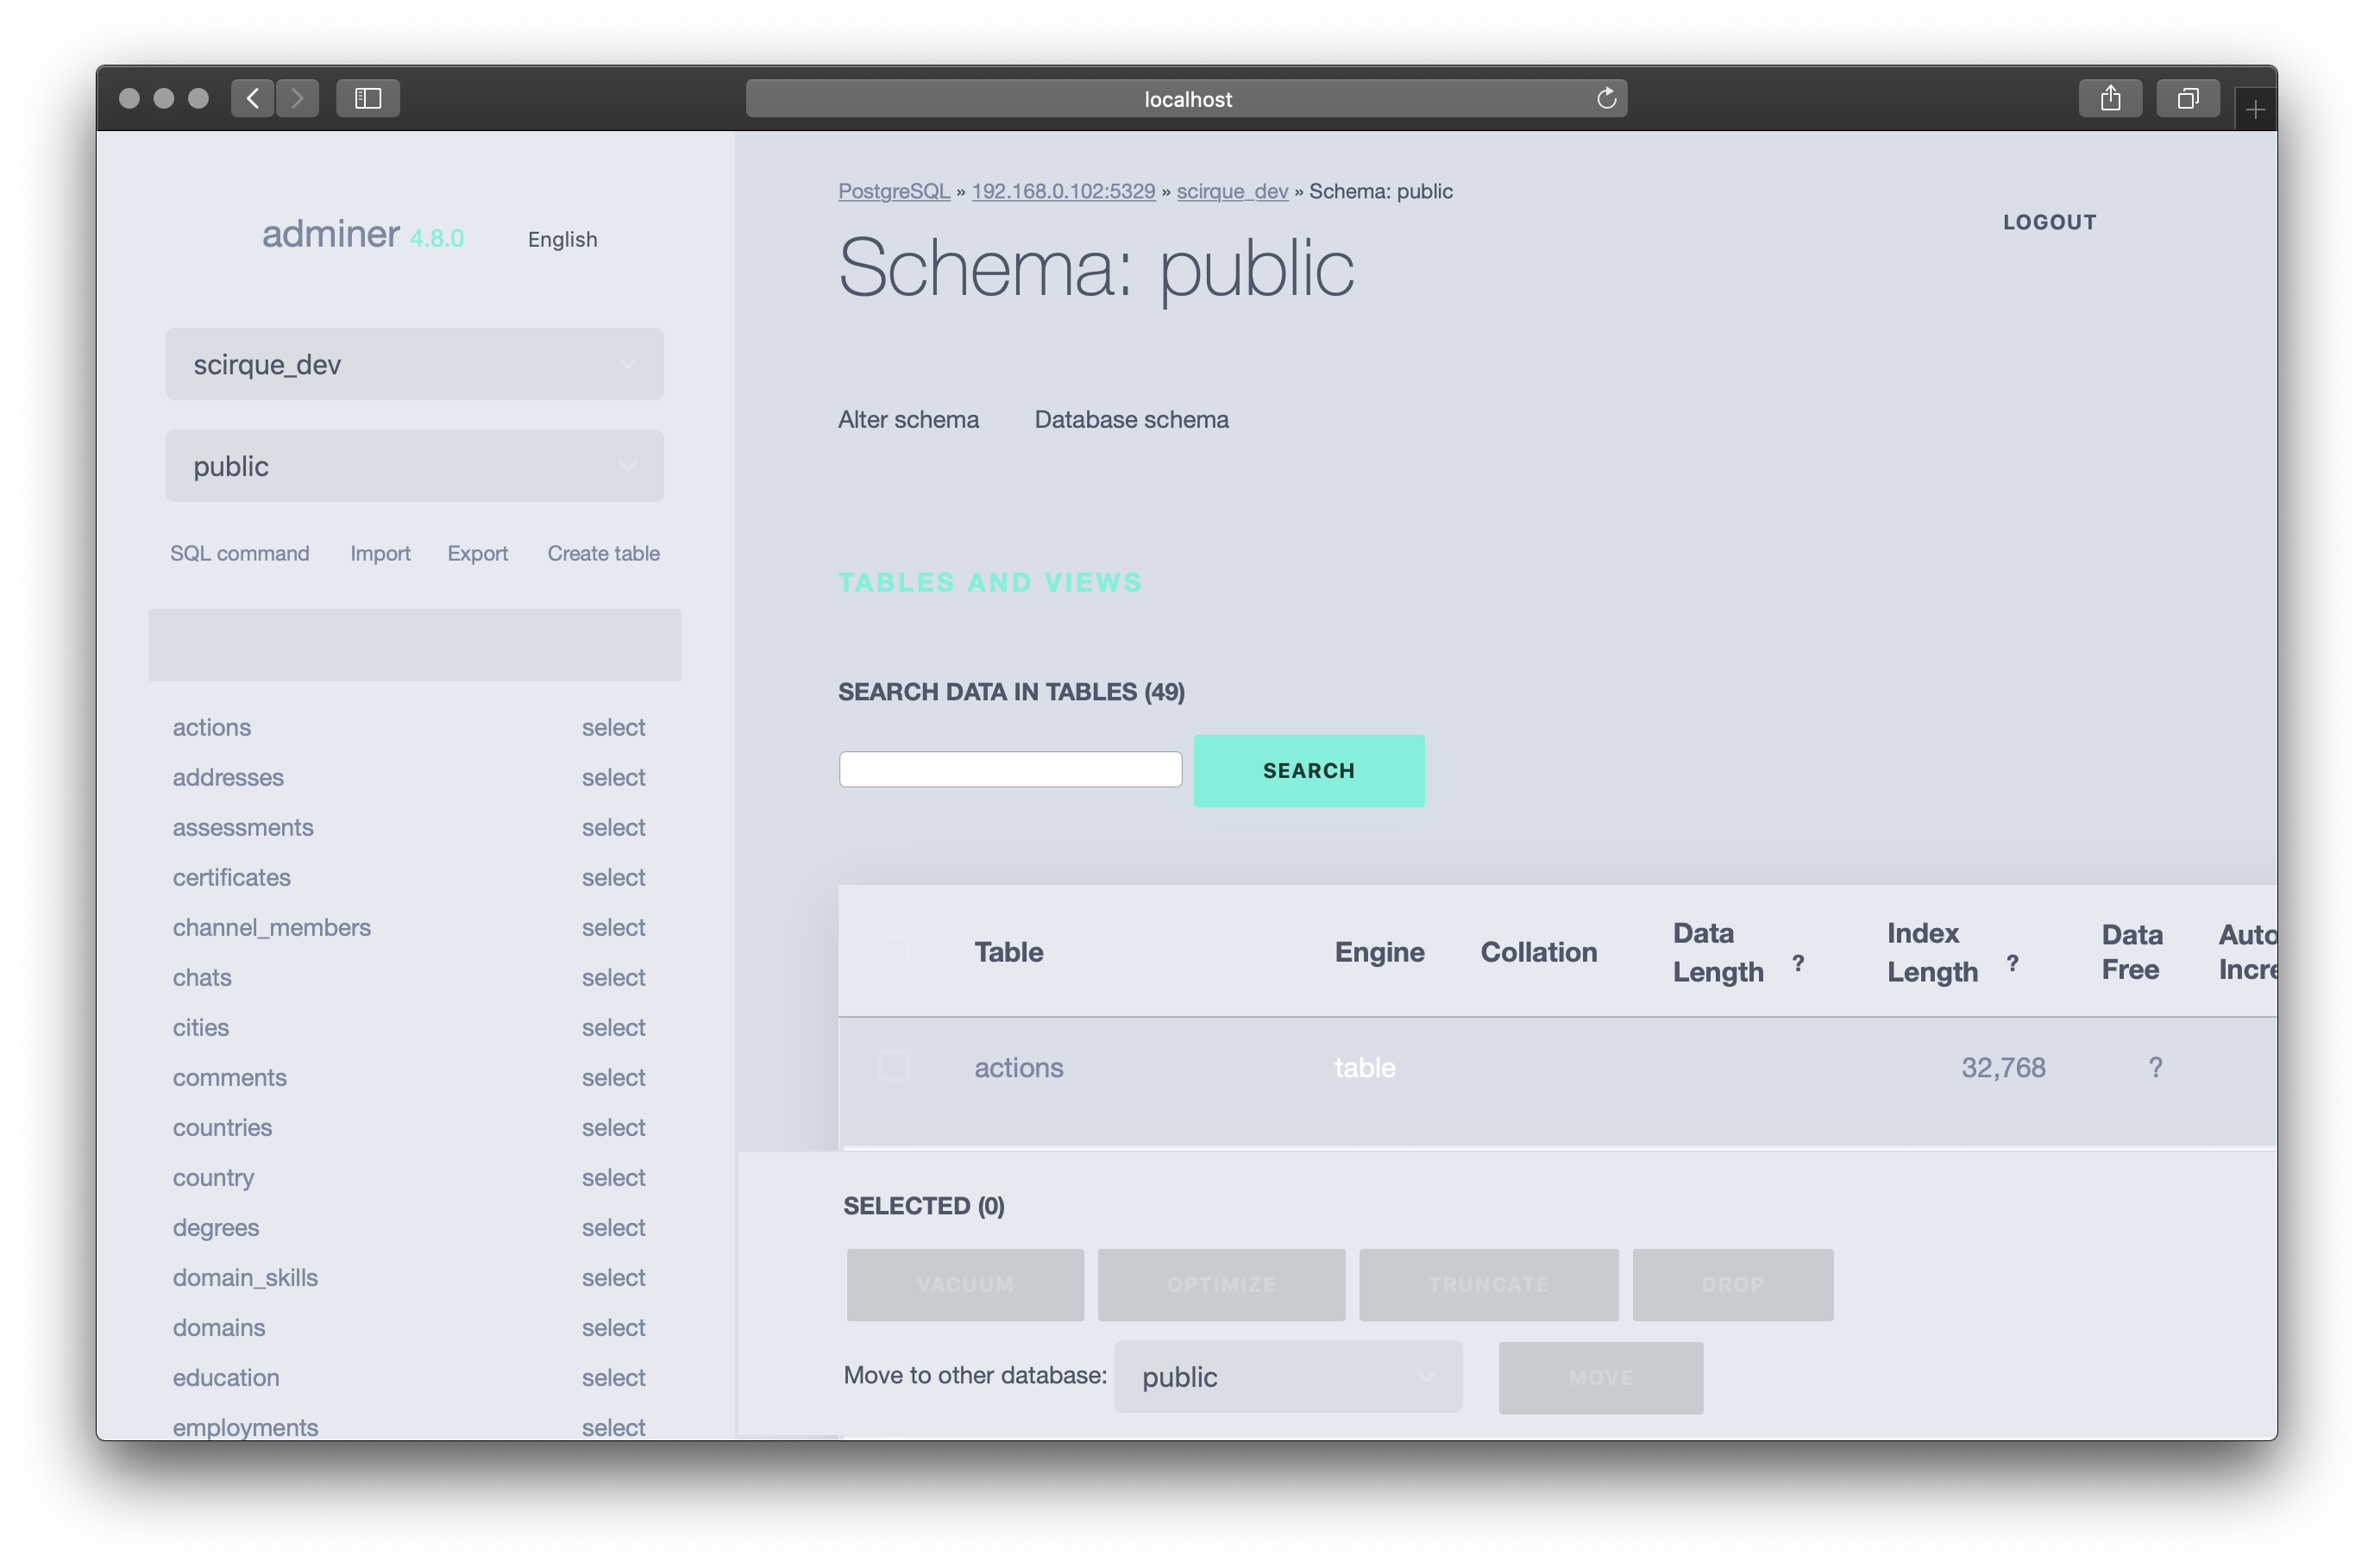 localhost
adminer 4.8.0 English
scirque_dev
public
SQL command Import Export Create table
actions select
addresses select
assessments select
certificates select
channel_members select
chats select
cities select
comments select
countries select
country select
degrees select
domain_skills select
domains select
education select
employments select
PostgreSQL » 192.168.0.102:5329 » scirque_dev » Schema: public
LOGOUT
Schema: public
Alter schema Database schema
TABLES AND VIEWS
SEARCH DATA IN TABLES (49)
SEARCH
Table Engine Collation Data Length ? Index Length ? Data Free Auto Incre
actions table 32,768 ?
SELECTED (0)
VACUUM OPTIMIZE TRUNCATE DROP
Move to other database: public MOVE